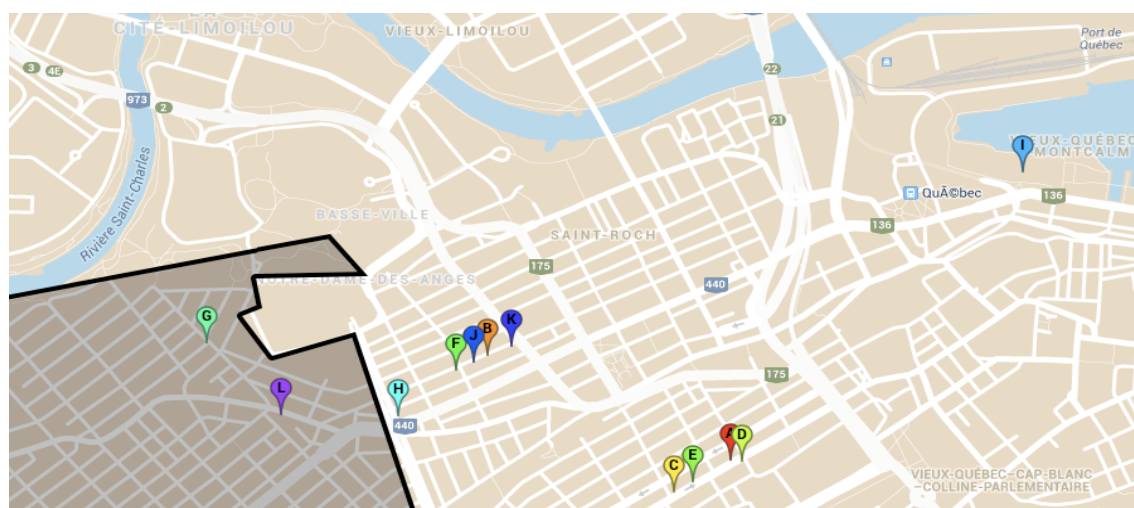 CITÉ-LIMOILOU
VIEUX-LIMOILOU
Port de
Québec
3
4E
973
2
22
21
Rivière Saint-Charles
VIEUX-QUÉBEC
MONTCALM
I
QuÃ©bec
136
136
BASSE-VILLE
SAINT-ROCH
175
NOTRE-DAME-DES-ANGES
440
G
K
B
J
F
L
H
440
175
A
D
E
C
VIEUX-QUÉBEC–CAP-BLANC
–COLLINE-PARLEMENTAIRE